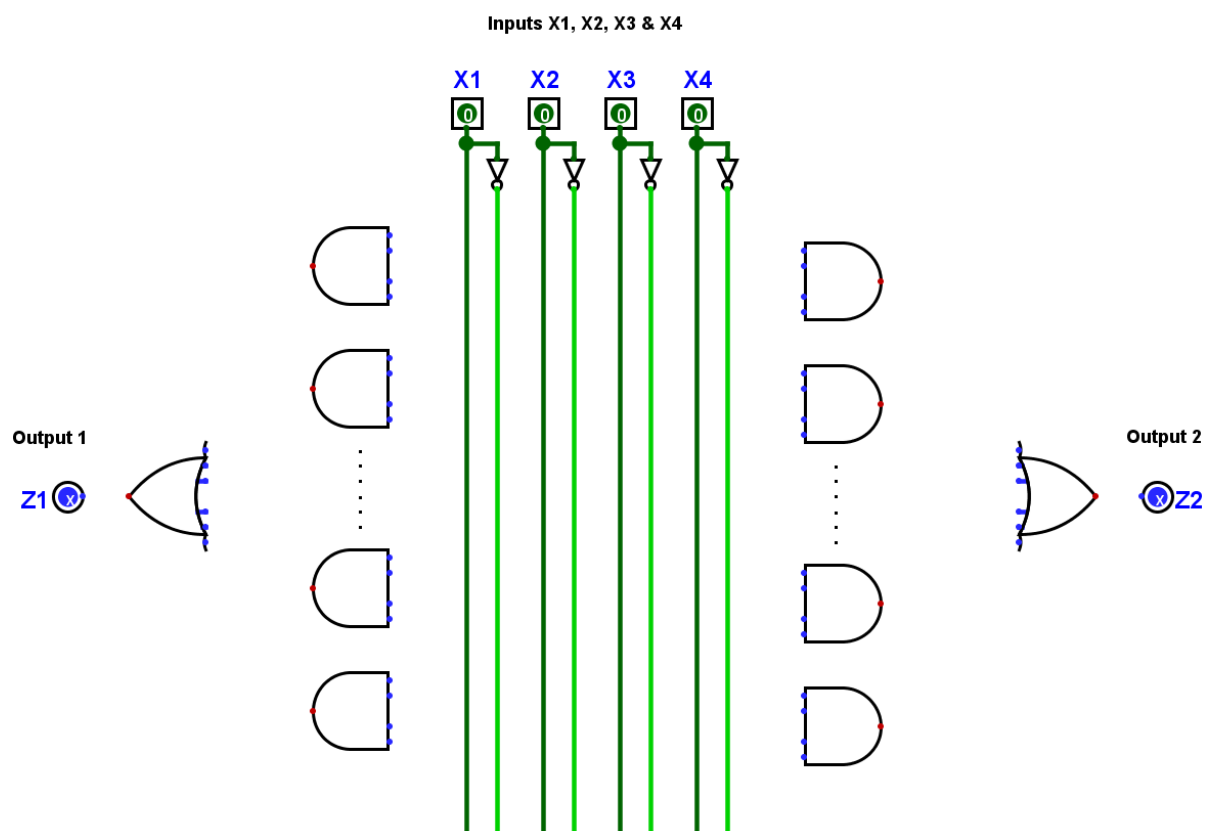 Inputs X1, X2, X3 & X4
X1 X2 X3 X4
0 0 0 0
Output 1
Output 2
Z1 x
x Z2